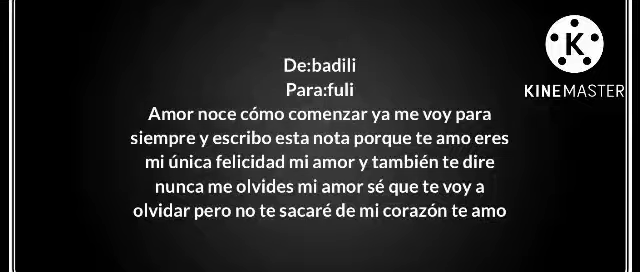 De:badili
Para:fuli
Amor noce cómo comenzar ya me voy para
siempre y escribo esta nota porque te amo eres
mi única felicidad mi amor y también te dire
nunca me olvides mi amor sé que te voy a
olvidar pero no te sacaré de mi corazón te amo
K
KINEMASTER